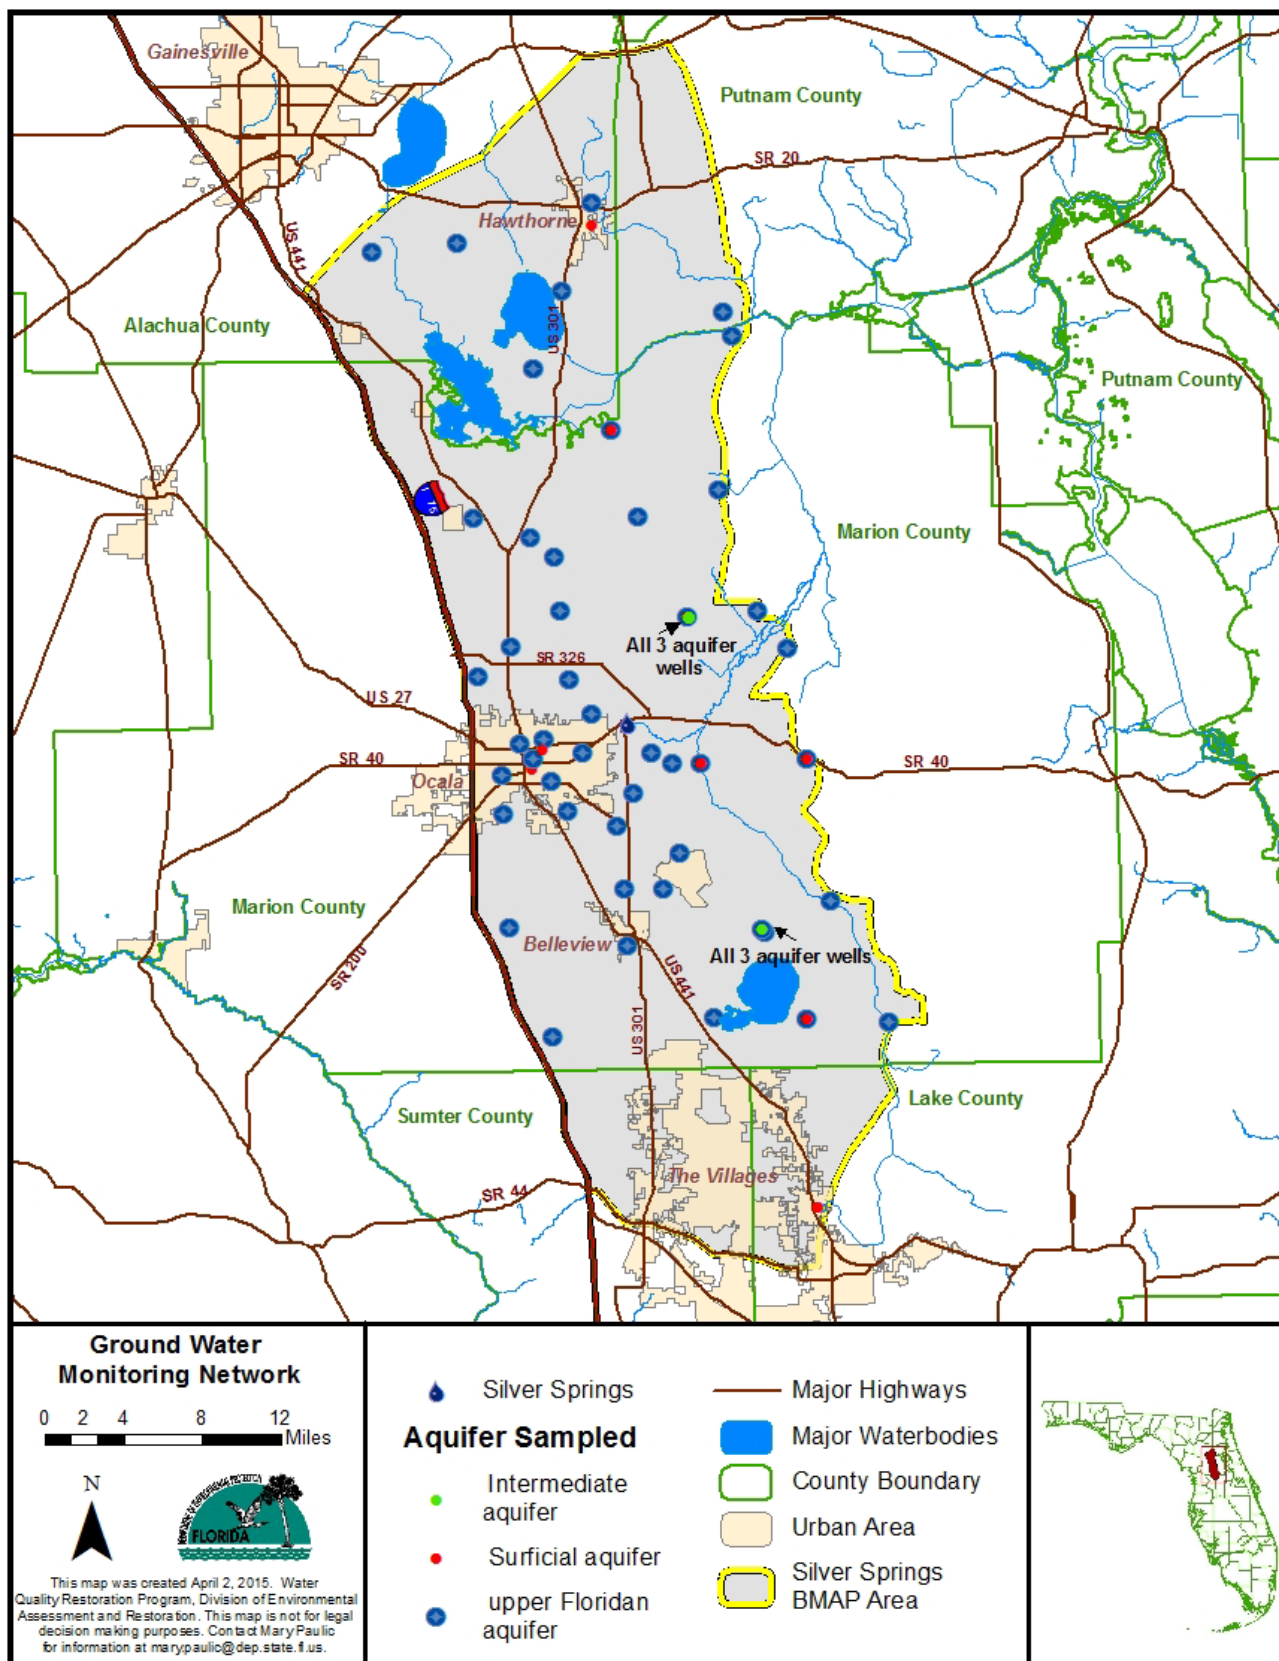 Gainesville
Putnam County
SR 20
Hawthorne
US 441
Alachua County
US 301
Putnam County
I 75
Marion County
All 3 aquifer
wells
SR 326
US 27
SR 40
SR 40
Ocala
Marion County
Belleview
All 3 aquifer wells
SR 200
US 441
US 301
Sumter County
Lake County
The Villages
SR 44
Ground Water
Monitoring Network
0 2 4 8 12
Miles
N
FLORIDA
This map was created April 2, 2015. Water
Quality Restoration Program, Division of Environmental
Assessment and Restoration. This map is not for legal
decision making purposes. Contact Mary Paulic
for information at mary.paulic@dep.state.fl.us.
Silver Springs
Aquifer Sampled
Intermediate
aquifer
Surficial aquifer
upper Floridan
aquifer
Major Highways
Major Waterbodies
County Boundary
Urban Area
Silver Springs
BMAP Area